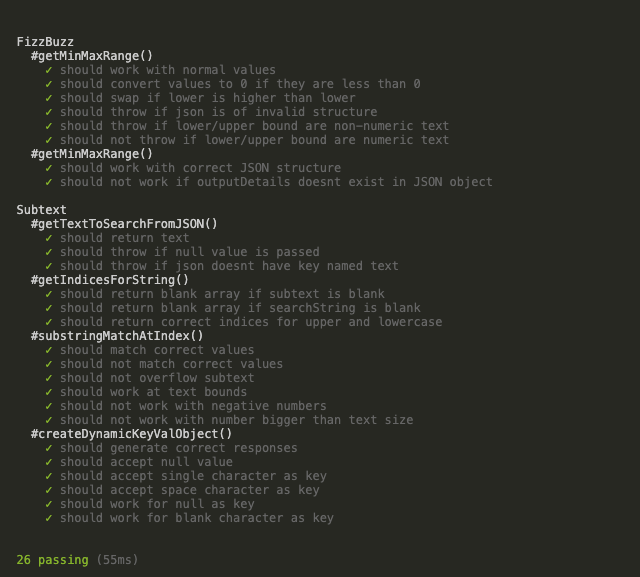 FizzBuzz
#getMinMaxRange()
✓ should work with normal values
✓ should convert values to 0 if they are less than 0
✓ should swap if lower is higher than lower
✓ should throw if json is of invalid structure
✓ should throw if lower/upper bound are non-numeric text
✓ should not throw if lower/upper bound are numeric text
#getMinMaxRange()
✓ should work with correct JSON structure
✓ should not work if outputDetails doesnt exist in JSON object
Subtext
#getTextToSearchFromJSON()
✓ should return text
✓ should throw if null value is passed
✓ should throw if json doesnt have key named text
#getIndicesForString()
✓ should return blank array if subtext is blank
✓ should return blank array if searchString is blank
✓ should return correct indices for upper and lowercase
#substringMatchAtIndex()
✓ should match correct values
✓ should not match correct values
✓ should not overflow subtext
✓ should work at text bounds
✓ should not work with negative numbers
✓ should not work with number bigger than text size
#createDynamicKeyValObject()
✓ should generate correct responses
✓ should accept null value
✓ should accept single character as key
✓ should accept space character as key
✓ should work for null as key
✓ should work for blank character as key
26 passing (55ms)